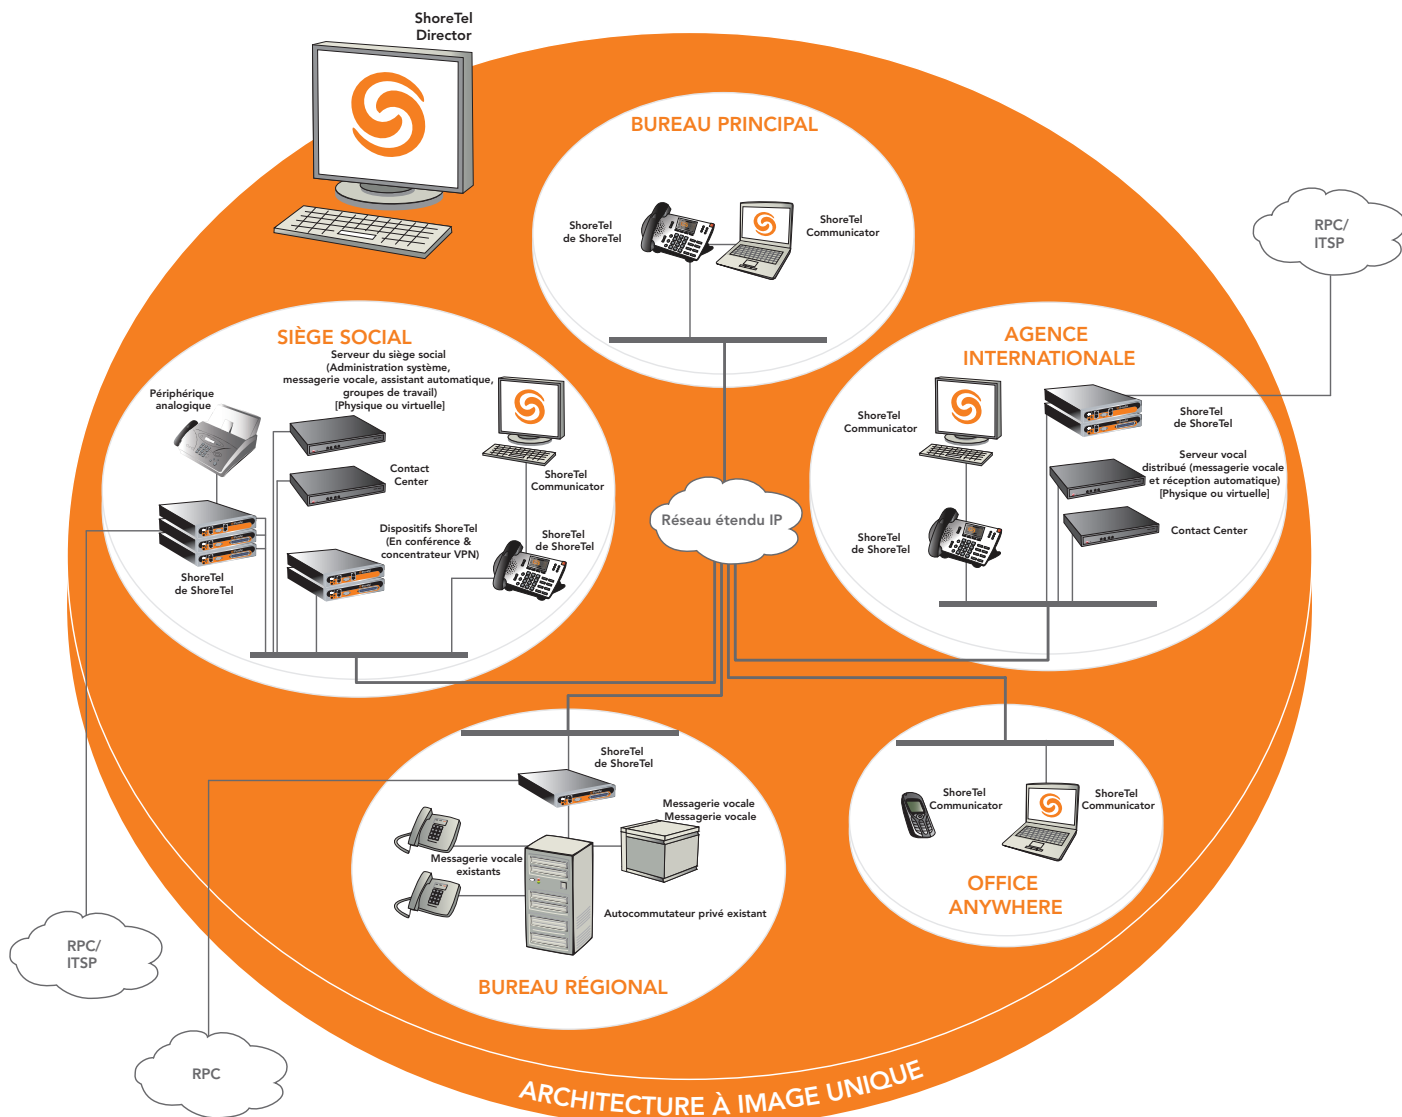 ShoreTel
Director
BUREAU PRINCIPAL
ShoreTel
de ShoreTel
ShoreTel
Communicator
RPC/
ITSP
SIÈGE SOCIAL
Serveur du siège social
(Administration système,
messagerie vocale, assistant automatique,
groupes de travail)
[Physique ou virtuelle]
Périphérique
analogique
Contact
Center
ShoreTel
Communicator
Dispositifs ShoreTel
(En conférence &
concentrateur VPN)
ShoreTel
de ShoreTel
ShoreTel
de ShoreTel
AGENCE
INTERNATIONALE
ShoreTel
Communicator
ShoreTel
de ShoreTel
Serveur vocal
distribué (messagerie vocale
et réception automatique)
[Physique ou virtuelle]
Contact Center
ShoreTel
de ShoreTel
Réseau étendu IP
ShoreTel
de ShoreTel
Messagerie vocale
Messagerie vocale
Messagerie vocale
existants
Autocommutateur privé existant
BUREAU RÉGIONAL
ShoreTel
Communicator
ShoreTel
Communicator
OFFICE
ANYWHERE
RPC/
ITSP
RPC
ARCHITECTURE À IMAGE UNIQUE